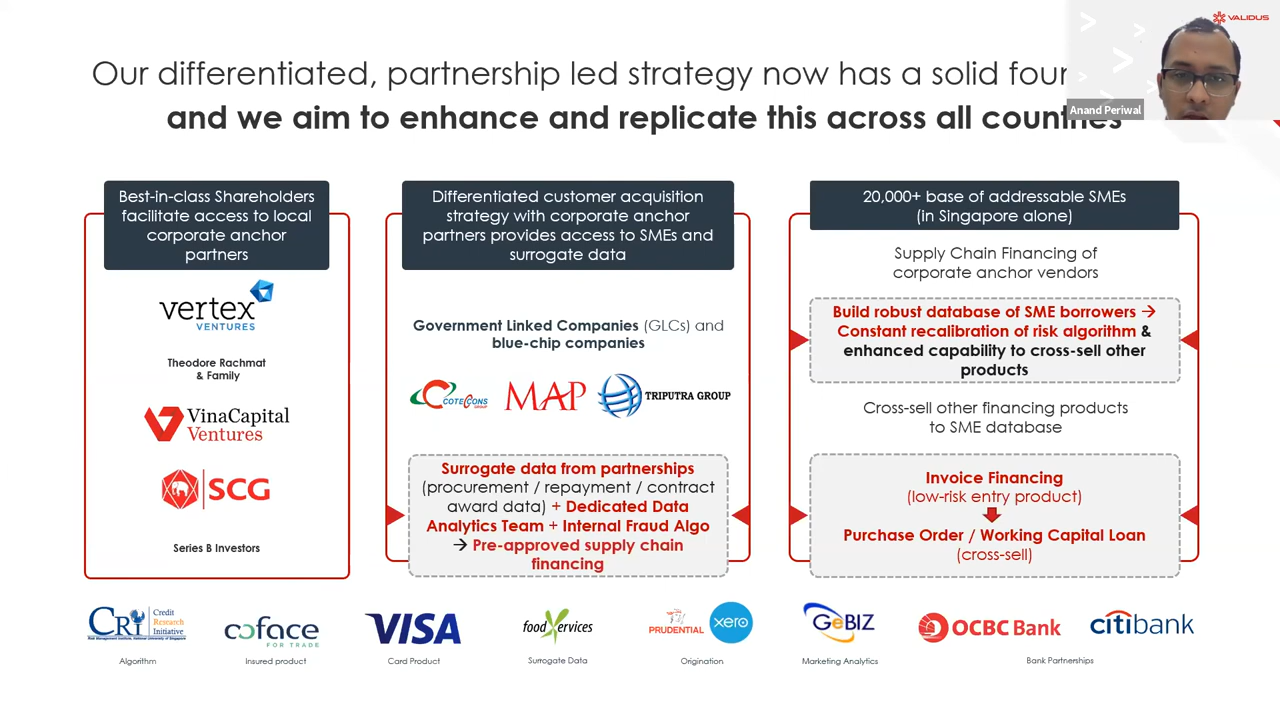 VALIDUS
Our differentiated, partnership led strategy now has a solid
and we aim to enhance and replicate this across all countries
Anand Periwal
Best-in-class Shareholders
facilitate access to local
corporate anchor
partners
vertex
VENTURES
Theodore Rachmat
& Family
VinaCapital
Ventures
SCG
Series B Investors
Differentiated customer acquisition
strategy with corporate anchor
partners provides access to SMEs and
surrogate data
Government Linked Companies (GLCs) and
blue-chip companies
COTECCONS
GROUP
MAP
TRIPUTRA GROUP
Surrogate data from partnerships
(procurement / repayment / contract
award data) + Dedicated Data
Analytics Team + Internal Fraud Algo
→ Pre-approved supply chain
financing
20,000+ base of addressable SMEs
(in Singapore alone)
Supply Chain Financing of
corporate anchor vendors
Build robust database of SME borrowers →
Constant recalibration of risk algorithm &
enhanced capability to cross-sell other
products
Cross-sell other financing products
to SME database
Invoice Financing
(low-risk entry product)
Purchase Order / Working Capital Loan
(cross-sell)
CRI Credit
Research
Initiative
coface
FOR TRADE
VISA
foodServices
PRUDENTIAL
xero
GeBIZ
OCBC Bank
citibank
Algorithm
Insured product
Card Product
Surrogate Data
Origination
Marketing Analytics
Bank Partnerships